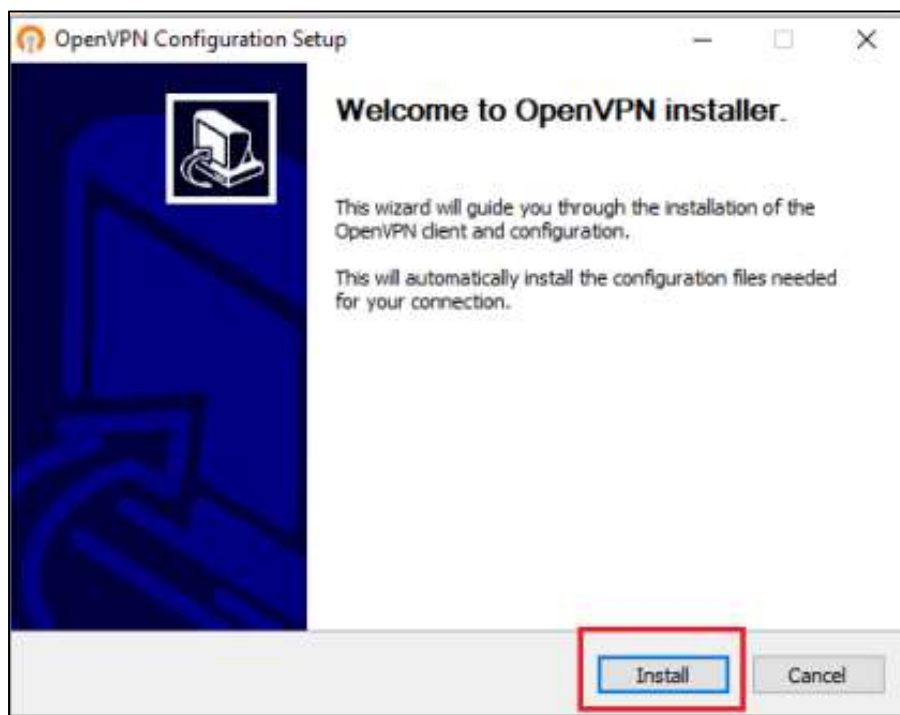 OpenVPN Configuration Setup
Welcome to OpenVPN installer.
This wizard will guide you through the installation of the
OpenVPN client and configuration.
This will automatically install the configuration files needed
for your connection.
Install
Cancel